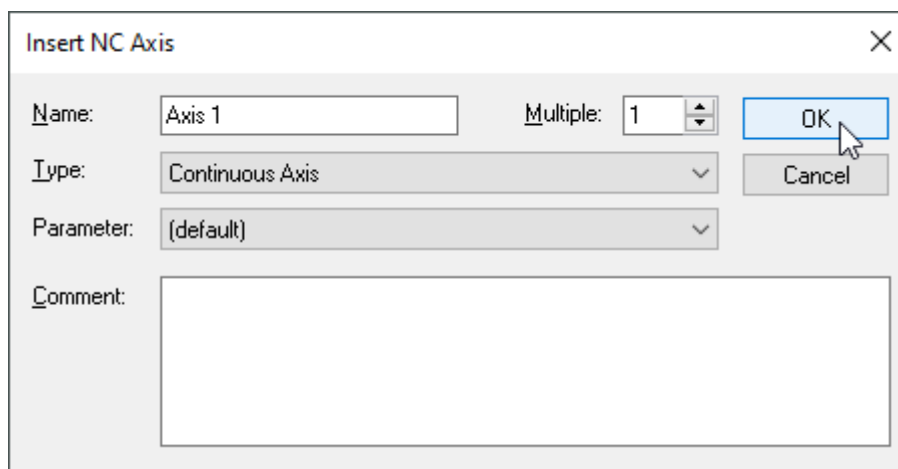 Insert NC Axis
Name: Axis 1 Multiple: 1 OK
Type: Continuous Axis Cancel
Parameter: (default)
Comment: